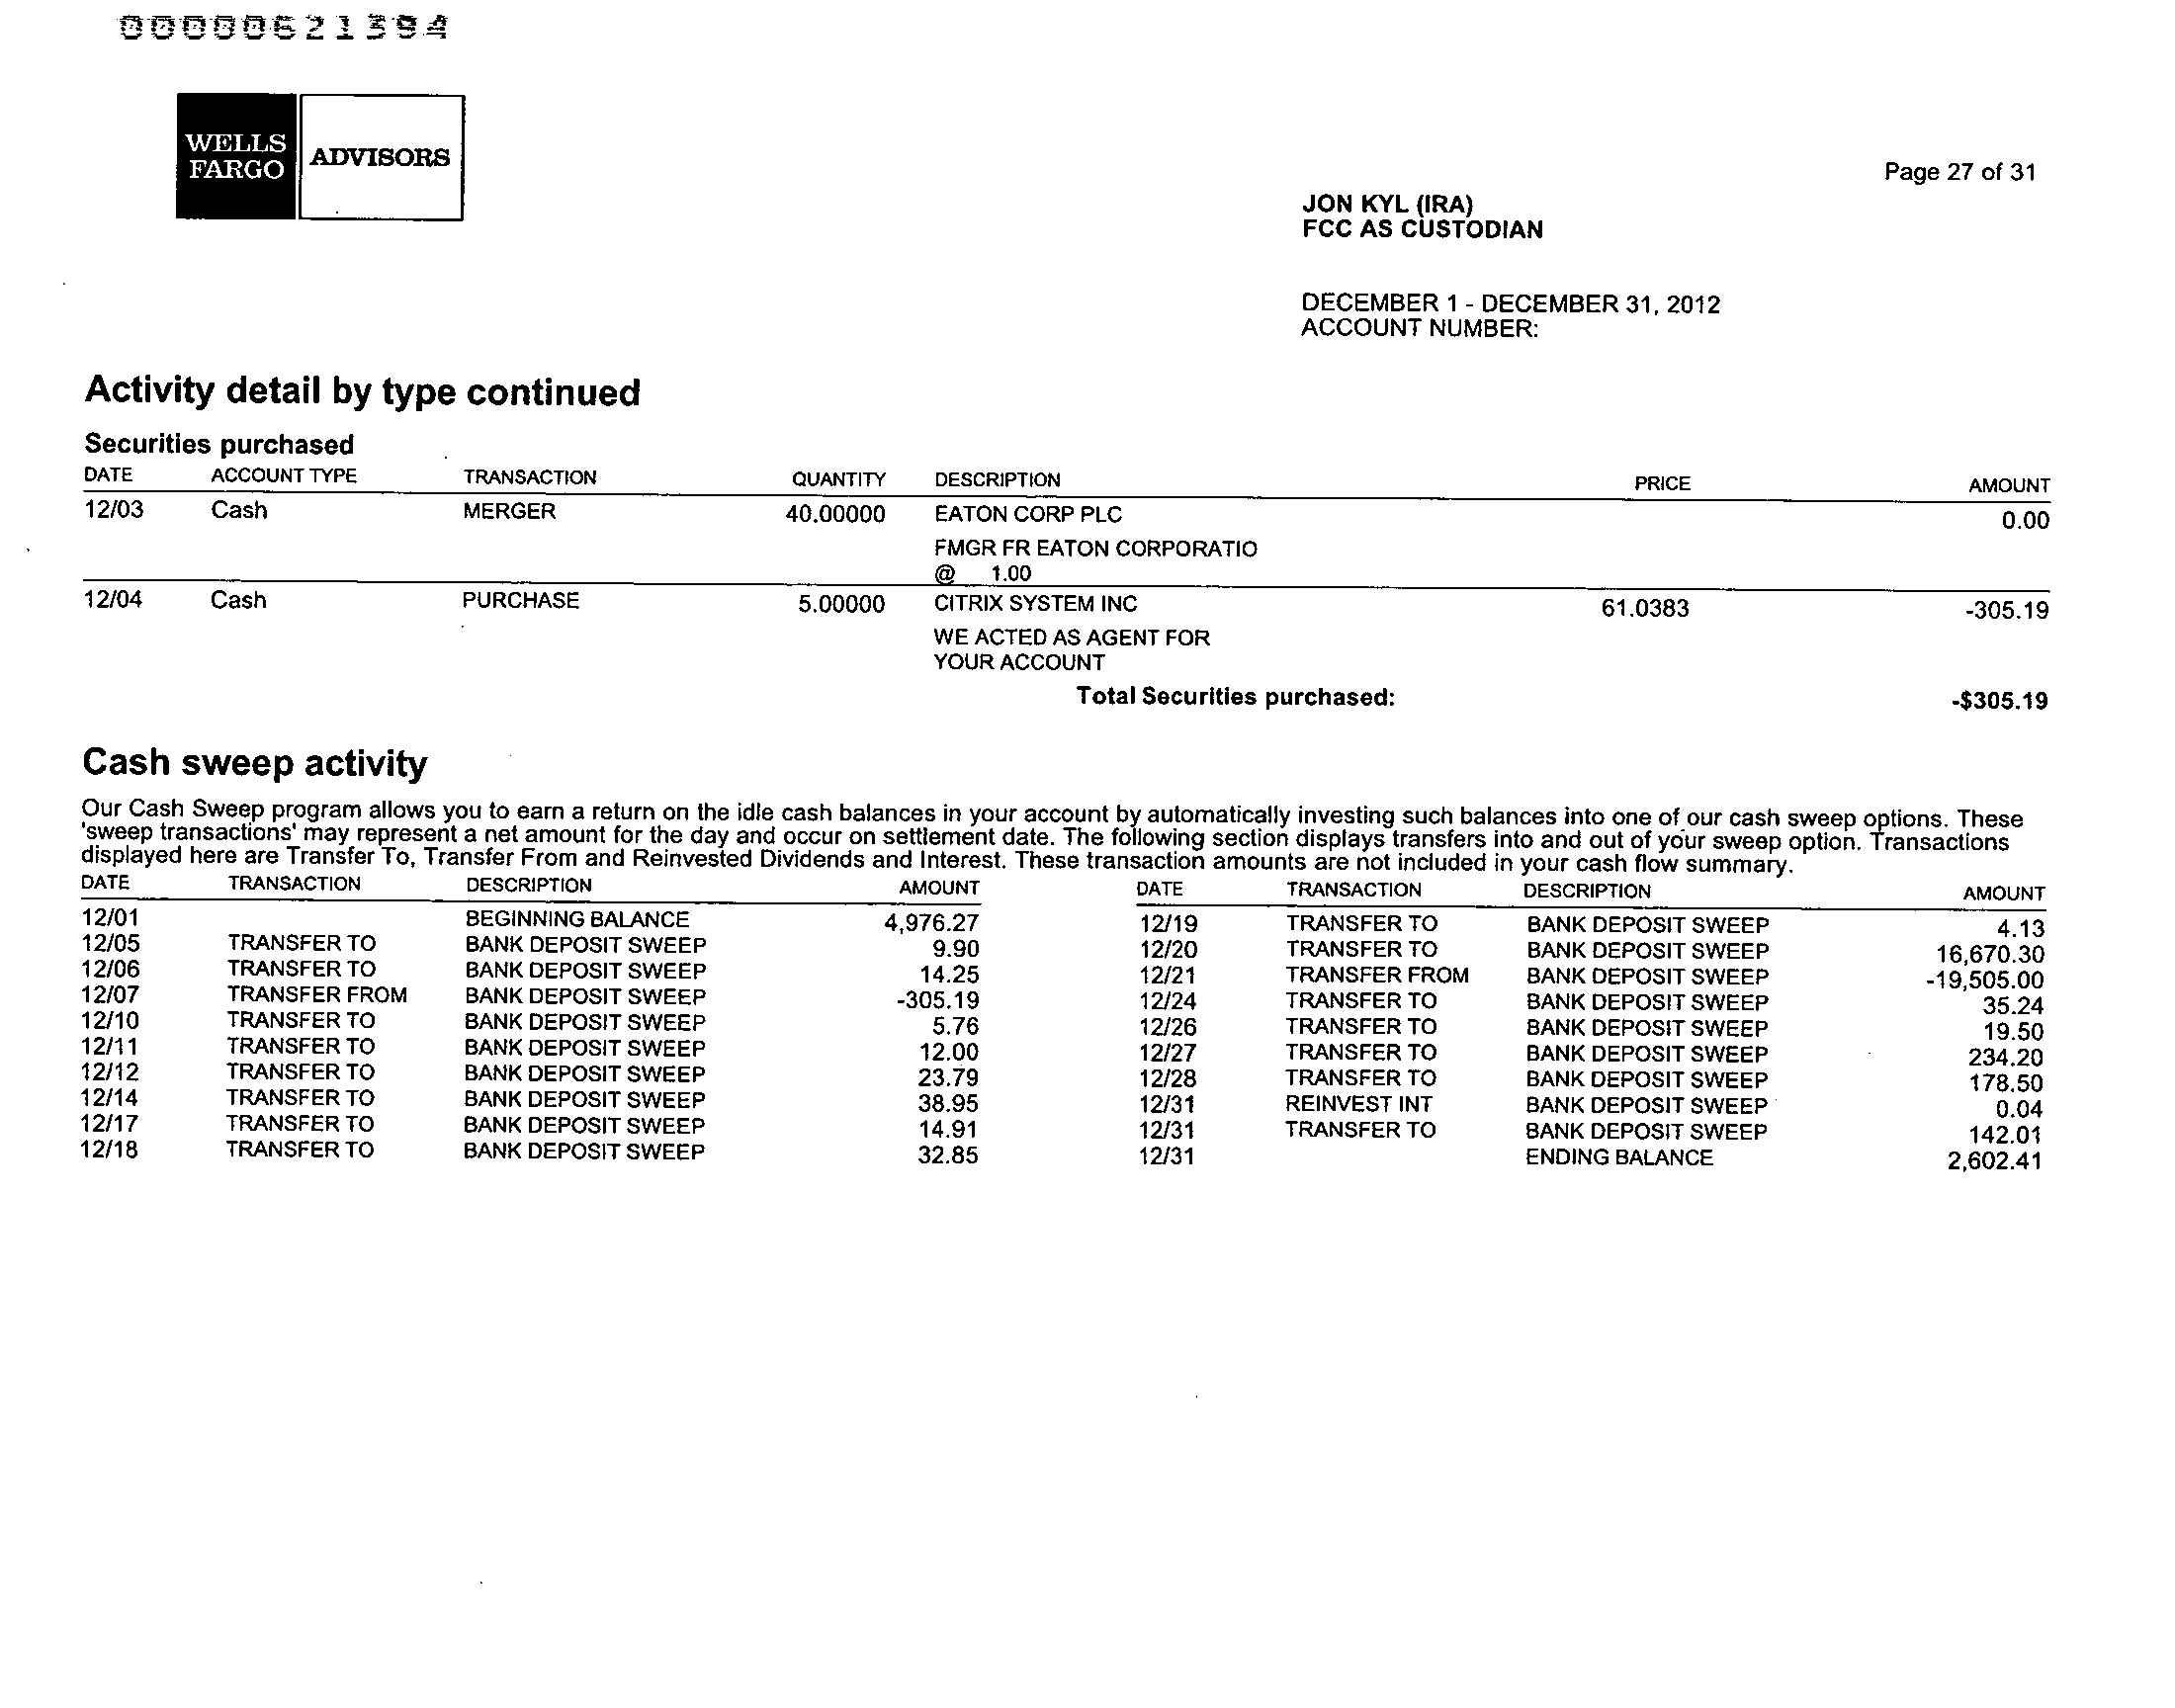 00000621394
WELLS
FARGO
ADVISORS
Page 27 of 31
JON KYL (IRA)
FCC AS CUSTODIAN
DECEMBER 1 - DECEMBER 31, 2012
ACCOUNT NUMBER:
Activity detail by type continued
Securities purchased
DATE ACCOUNT TYPE TRANSACTION QUANTITY DESCRIPTION PRICE AMOUNT
12/03 Cash MERGER 40.00000 EATON CORP PLC 0.00
FMGR FR EATON CORPORATIO
@ 1.00
12/04 Cash PURCHASE 5.00000 CITRIX SYSTEM INC 61.0383 -305.19
WE ACTED AS AGENT FOR
YOUR ACCOUNT
Total Securities purchased: -$305.19
Cash sweep activity
Our Cash Sweep program allows you to earn a return on the idle cash balances in your account by automatically investing such balances into one of our cash sweep options. These
'sweep transactions' may represent a net amount for the day and occur on settlement date. The following section displays transfers into and out of your sweep option. Transactions
displayed here are Transfer To, Transfer From and Reinvested Dividends and Interest. These transaction amounts are not included in your cash flow summary.
DATE TRANSACTION DESCRIPTION AMOUNT DATE TRANSACTION DESCRIPTION AMOUNT
12/01 BEGINNING BALANCE 4,976.27 12/19 TRANSFER TO BANK DEPOSIT SWEEP 4.13
12/05 TRANSFER TO BANK DEPOSIT SWEEP 9.90 12/20 TRANSFER TO BANK DEPOSIT SWEEP 16,670.30
12/06 TRANSFER TO BANK DEPOSIT SWEEP 14.25 12/21 TRANSFER FROM BANK DEPOSIT SWEEP -19,505.00
12/07 TRANSFER FROM BANK DEPOSIT SWEEP -305.19 12/24 TRANSFER TO BANK DEPOSIT SWEEP 35.24
12/10 TRANSFER TO BANK DEPOSIT SWEEP 5.76 12/26 TRANSFER TO BANK DEPOSIT SWEEP 19.50
12/11 TRANSFER TO BANK DEPOSIT SWEEP 12.00 12/27 TRANSFER TO BANK DEPOSIT SWEEP 234.20
12/12 TRANSFER TO BANK DEPOSIT SWEEP 23.79 12/28 TRANSFER TO BANK DEPOSIT SWEEP 178.50
12/14 TRANSFER TO BANK DEPOSIT SWEEP 38.95 12/31 REINVEST INT BANK DEPOSIT SWEEP 0.04
12/17 TRANSFER TO BANK DEPOSIT SWEEP 14.91 12/31 TRANSFER TO BANK DEPOSIT SWEEP 142.01
12/18 TRANSFER TO BANK DEPOSIT SWEEP 32.85 12/31 ENDING BALANCE 2,602.41